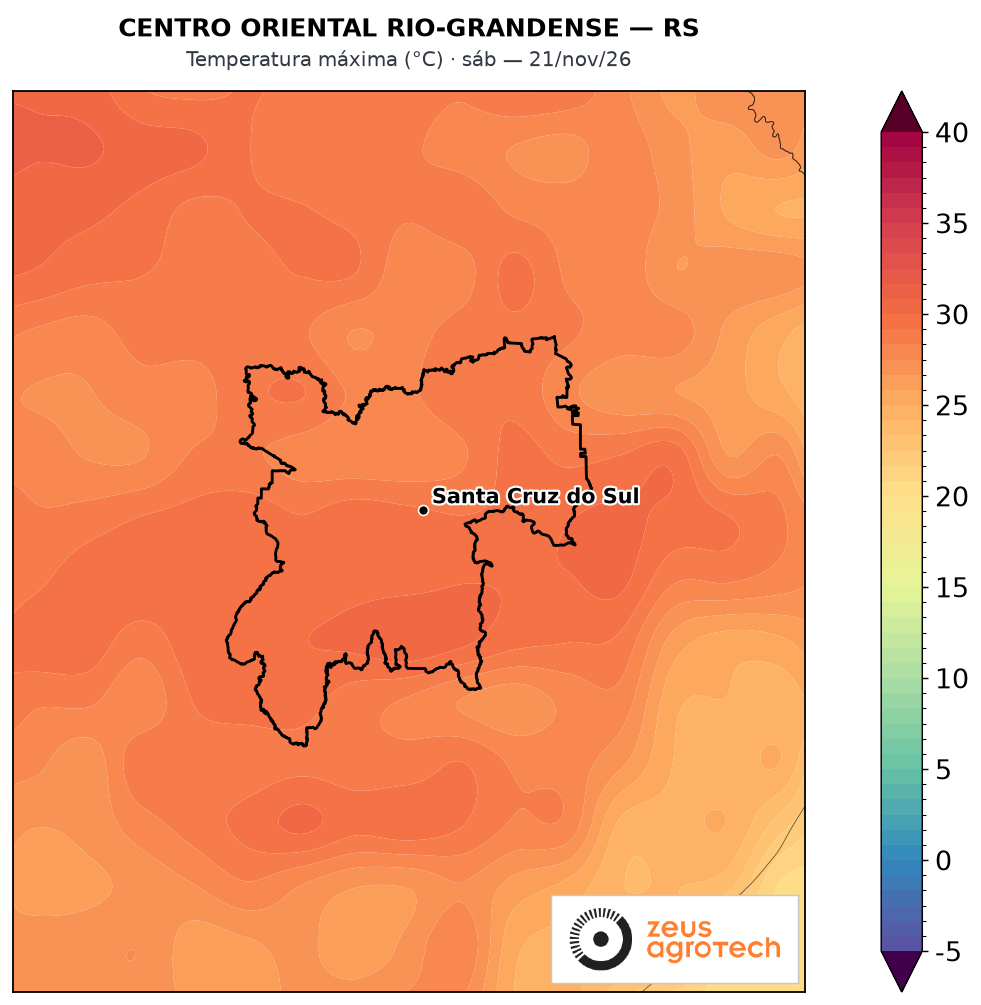 CENTRO ORIENTAL RIO-GRANDENSE — RS
Temperatura máxima (°C) · sáb — 21/nov/26
40
35
30
25
20
15
10
5
0
-5
Santa Cruz do Sul
zeus
agrotech